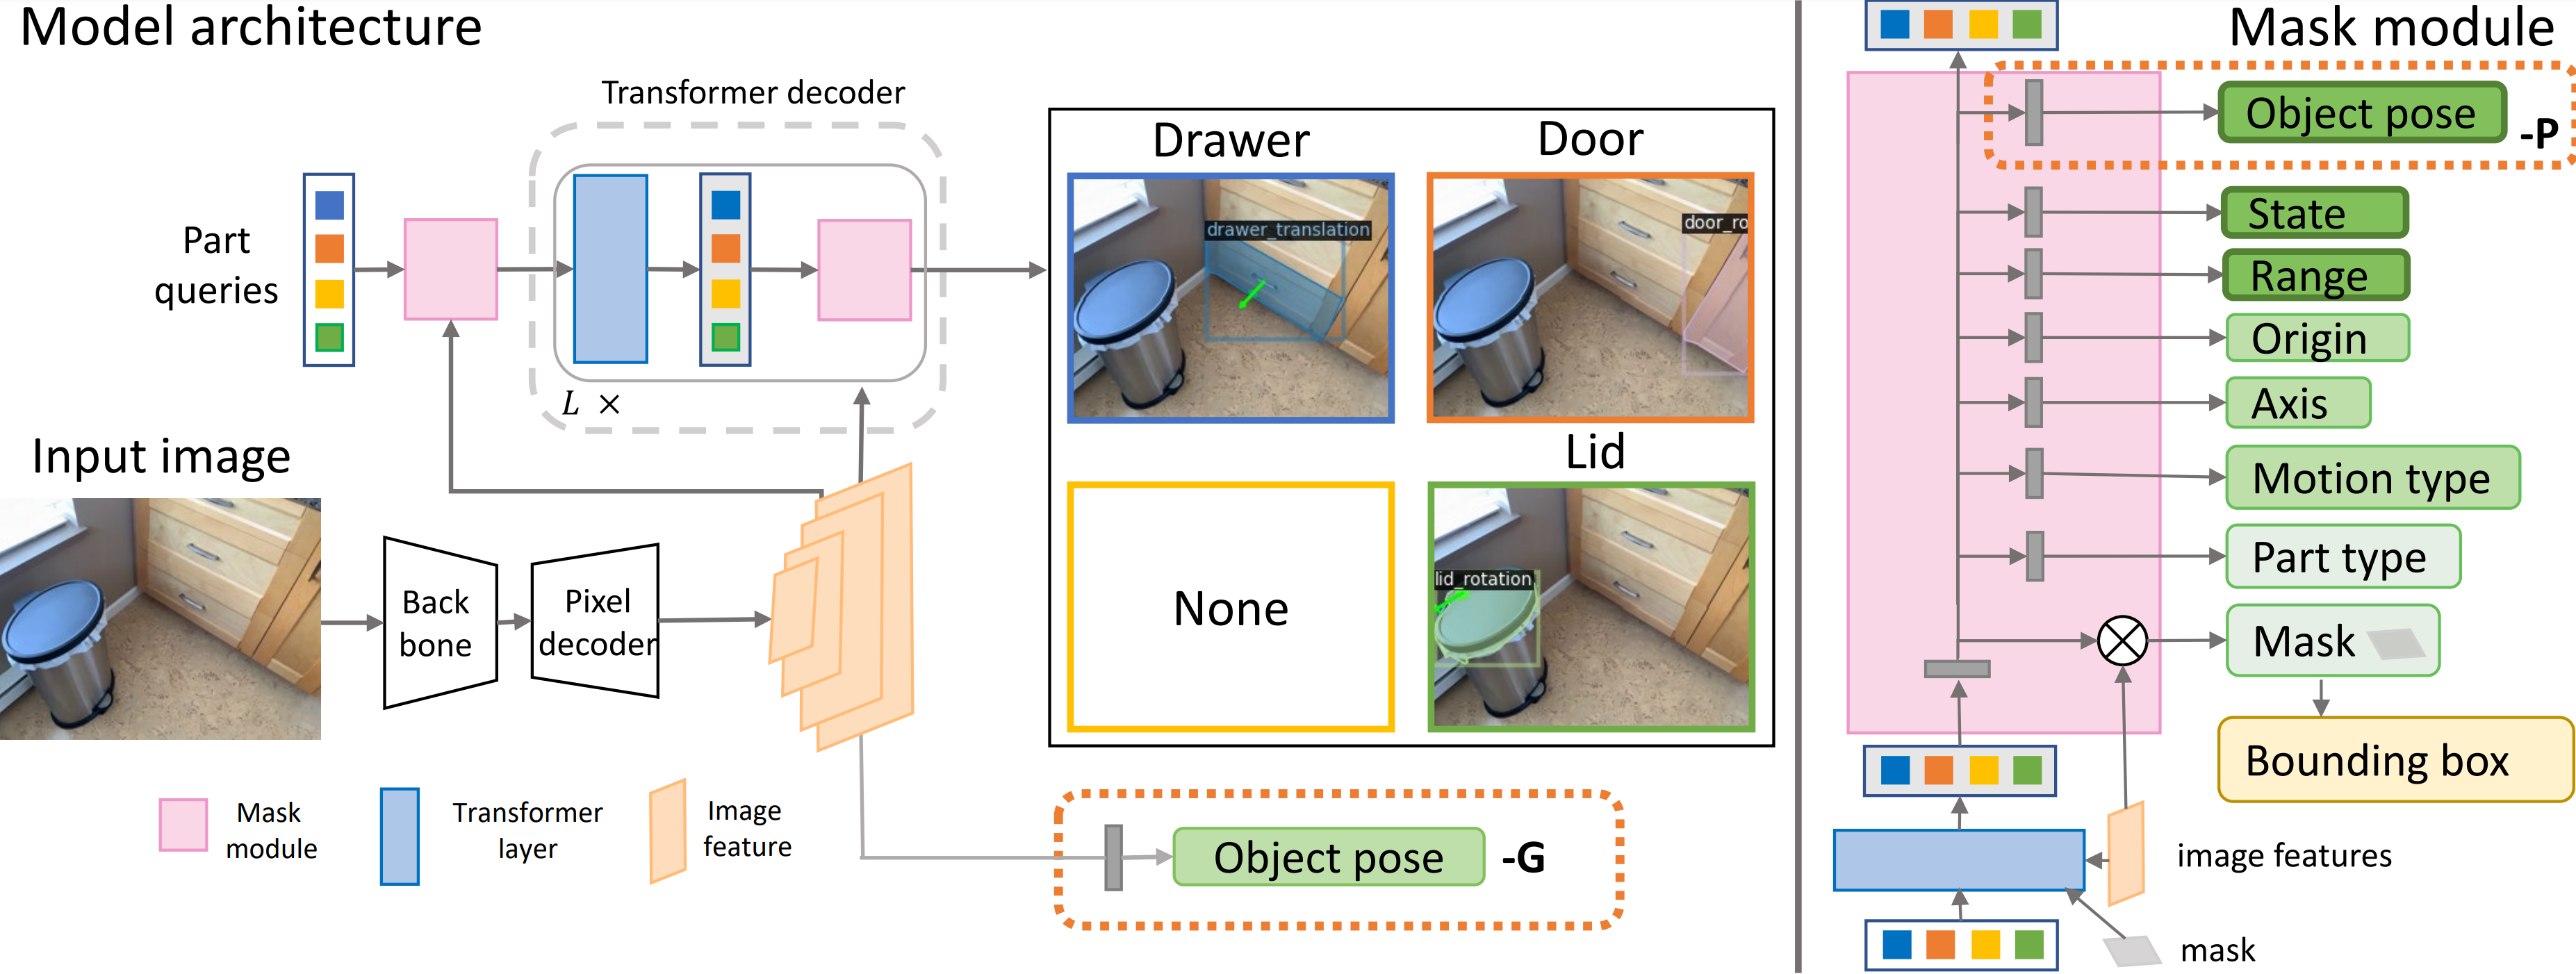 Model architecture
Transformer decoder
Part
queries
L ×
Input image
Back
bone
Pixel
decoder
Mask
module
Transformer
layer
Image
feature
Drawer
drawer_translation
Door
door_ro
None
Lid
lid_rotation
Object pose
-G
Mask module
Object pose
-P
State
Range
Origin
Axis
Motion type
Part type
Mask
Bounding box
image features
mask